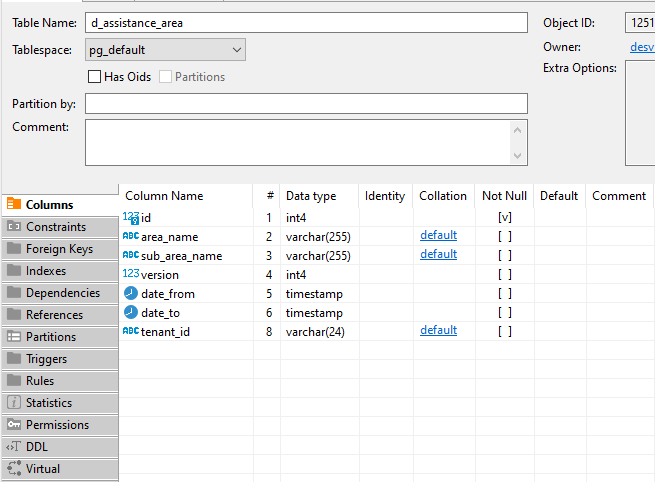 Table Name: d_assistance_area Object ID: 1251
Tablespace: pg_default Owner: desv
Has Oids Partitions Extra Options:
Partition by:
Comment:
Columns
Constraints
Foreign Keys
Indexes
Dependencies
References
Partitions
Triggers
Rules
Statistics
Permissions
DDL
Virtual
Column Name # Data type Identity Collation Not Null Default Comment
123 id 1 int4 [v]
ABC area_name 2 varchar(255) default [ ]
ABC sub_area_name 3 varchar(255) default [ ]
123 version 4 int4 [ ]
date_from 5 timestamp [ ]
date_to 6 timestamp [ ]
ABC tenant_id 8 varchar(24) default [ ]